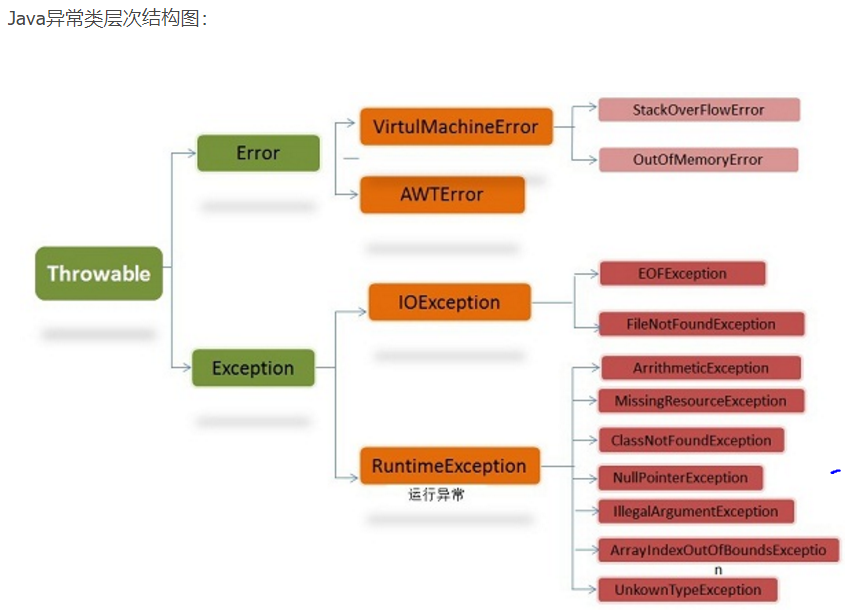 Java异常类层次结构图：
StackOverFlowError
VirtulMachineError
Error
OutOfMemoryError
AWTError
Throwable
EOFException
IOException
FileNotFoundException
Exception
ArrithmeticException
MissingResourceException
ClassNotFoundException
RuntimeException
运行异常
NullPointerException
IllegalArgumentException
ArrayIndexOutOfBoundsExceptio
n
UnkownTypeException